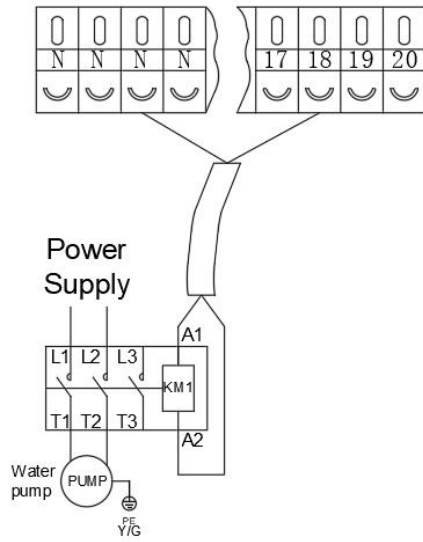 N N N N 17 18 19 20
Power
Supply
A1
L1 L2 L3
KM1
T1 T2 T3
A2
Water
pump
PUMP
PE
Y/G